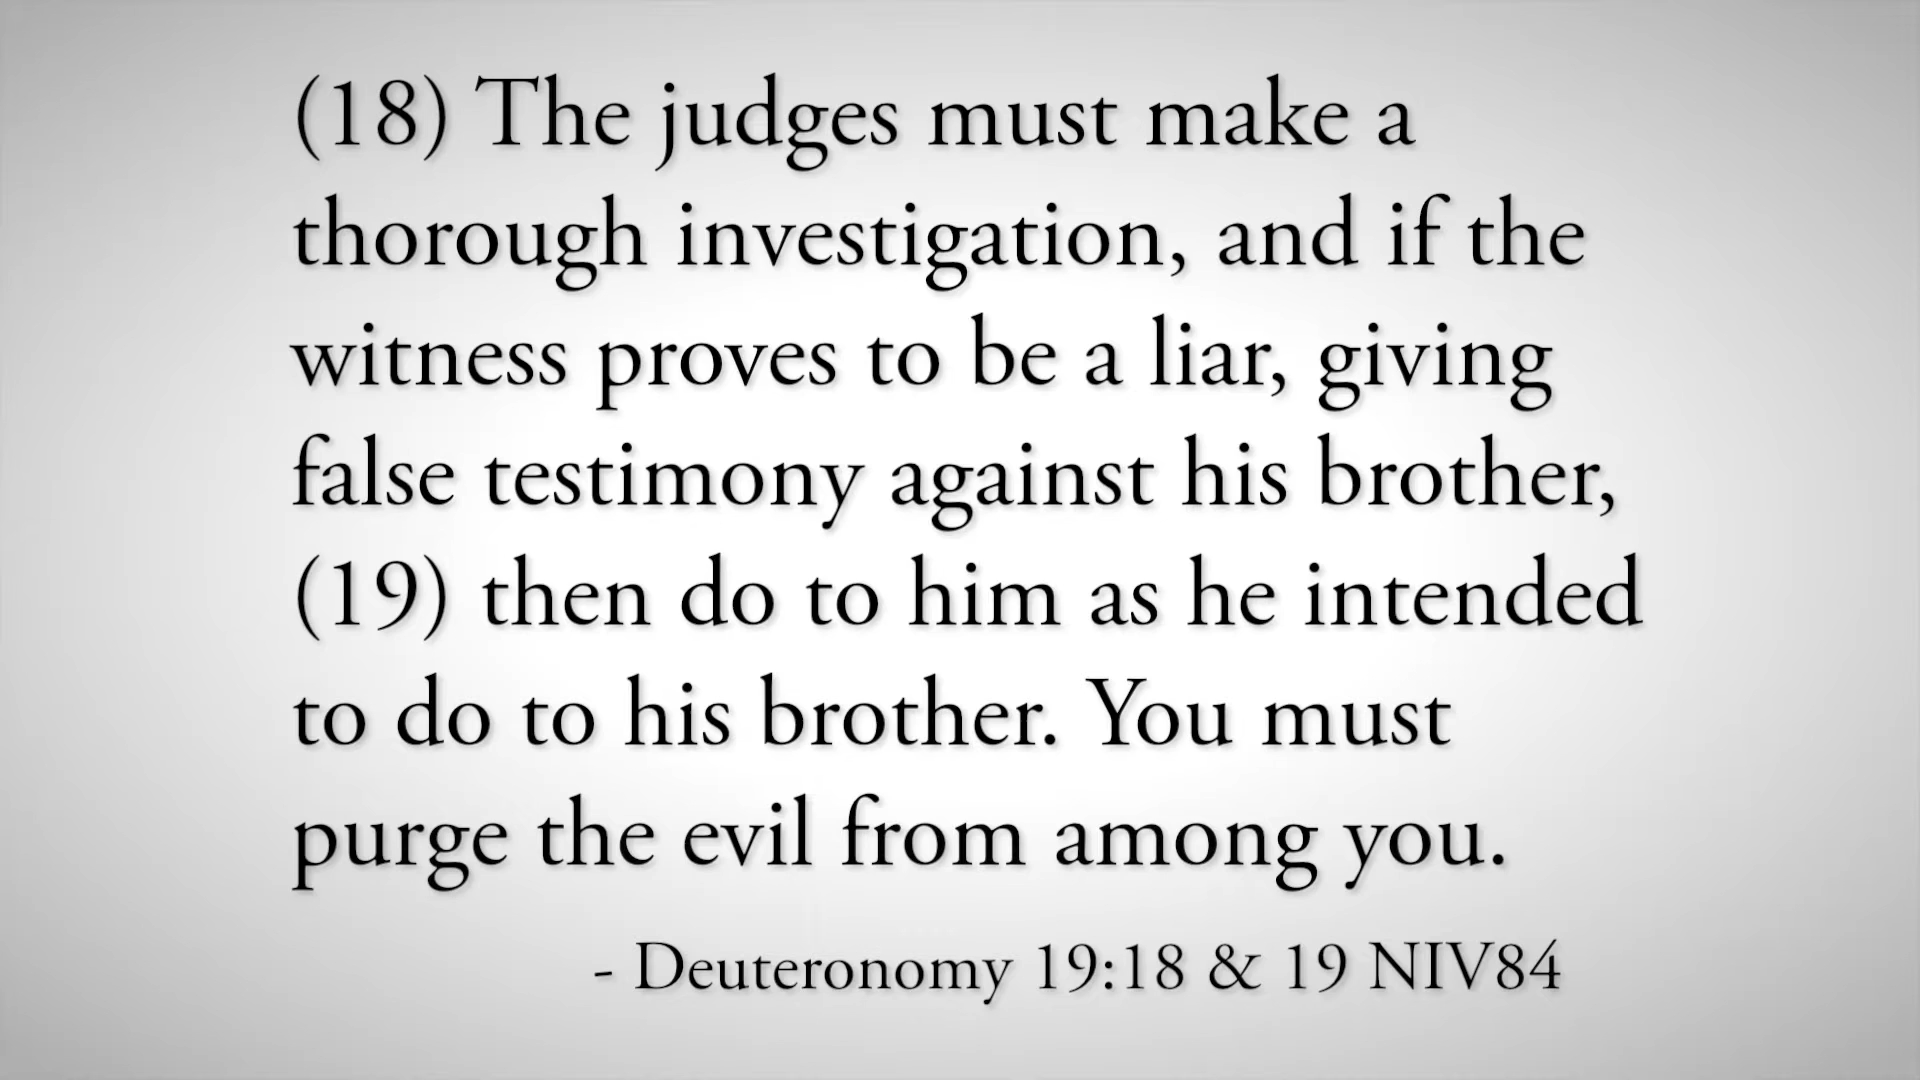 (18) The judges must make a
thorough investigation, and if the
witness proves to be a liar, giving
false testimony against his brother,
(19) then do to him as he intended
to do to his brother. You must
purge the evil from among you.
- Deuteronomy 19:18 & 19 NIV84